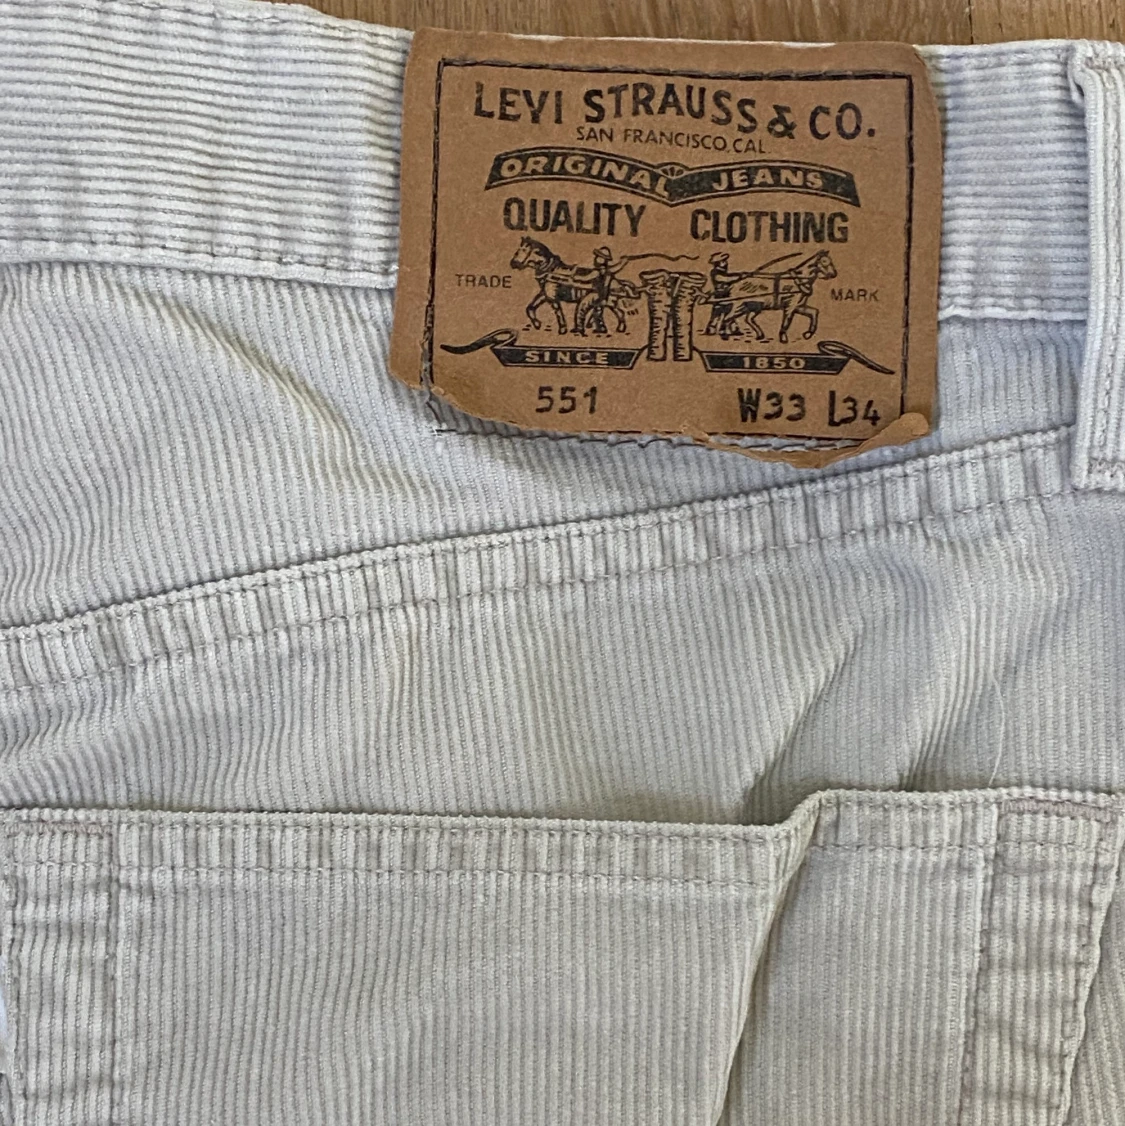 LEVI STRAUSS & CO.
SAN FRANCISCO, CAL.
ORIGINAL JEANS
QUALITY CLOTHING
TRADE MARK
SINCE 1850
551 W33 L34